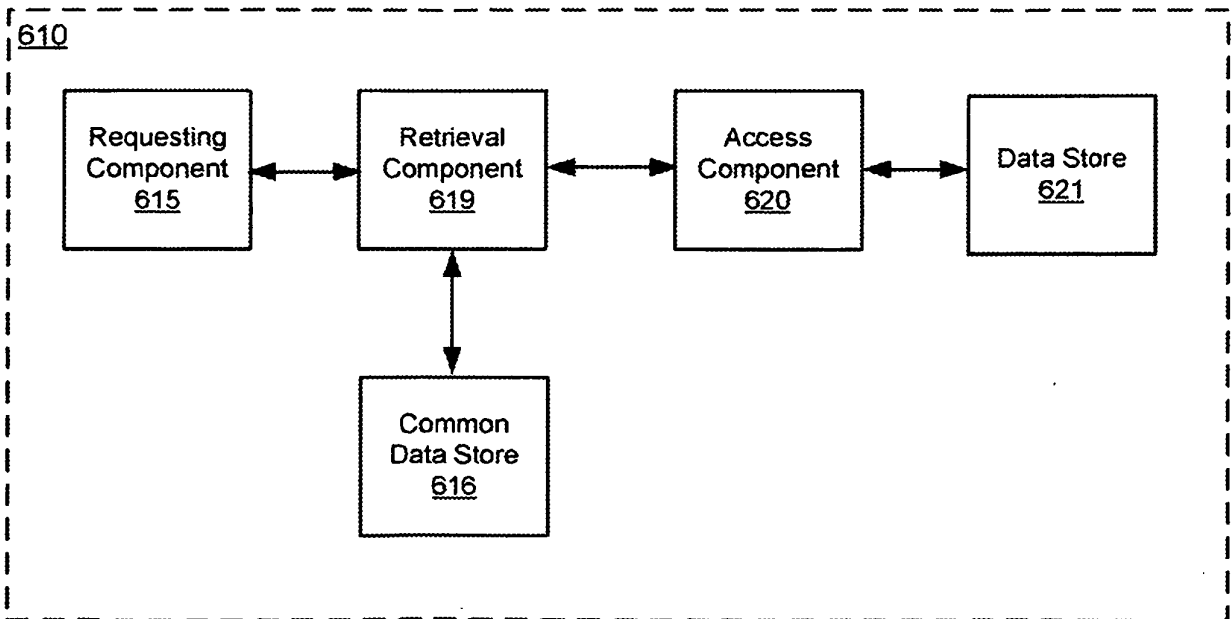 610
Requesting
Component
615
Retrieval
Component
619
Access
Component
620
Data Store
621
Common
Data Store
616